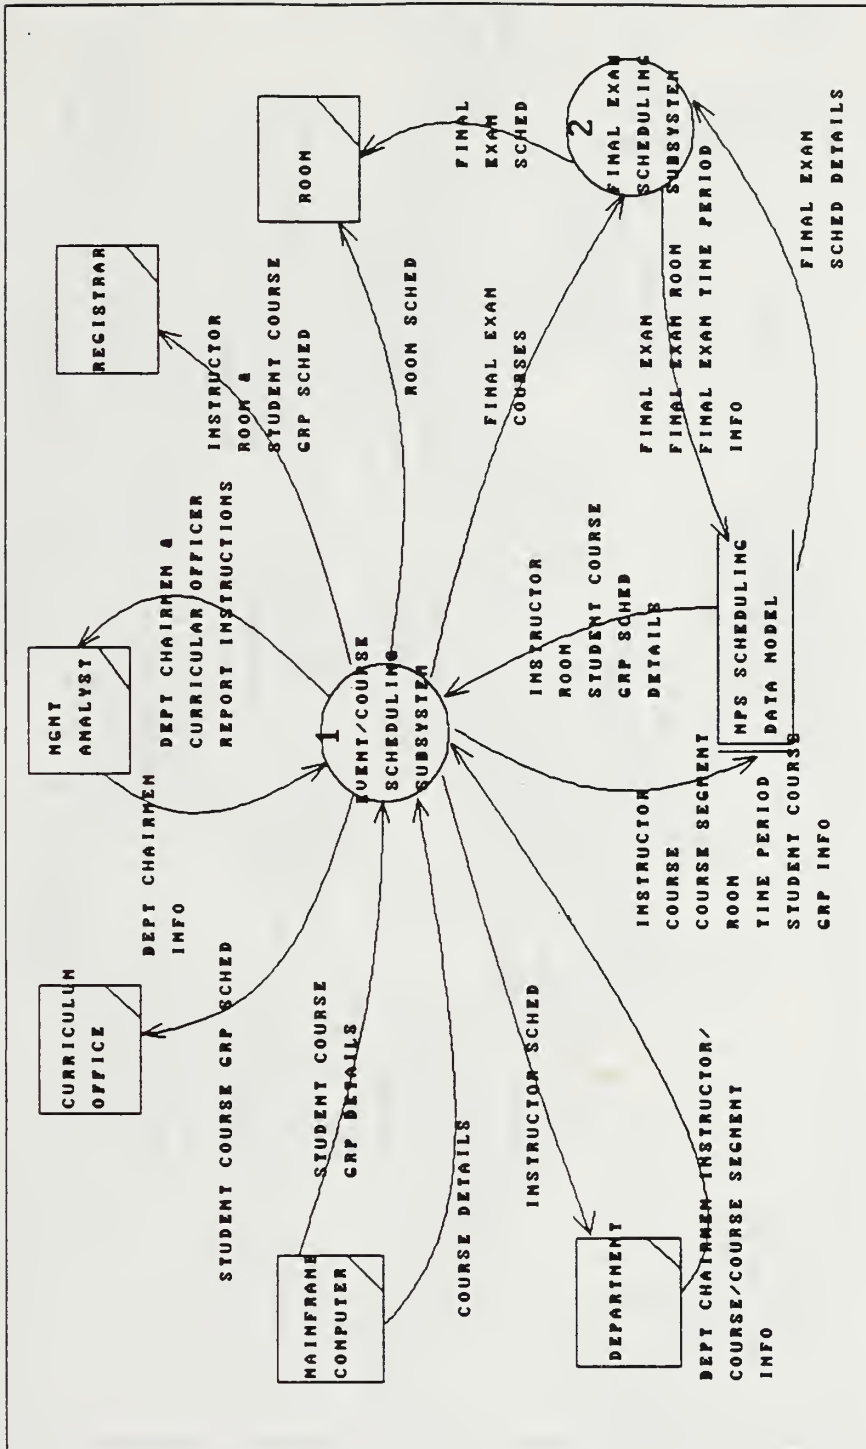 CURRICULUM
OFFICE
MGMT
ANALYST
REGISTRAR
ROOM
DEPT CHAIRMEN
INFO
DEPT CHAIRMEN &
CURRICULAR OFFICER
REPORT INSTRUCTIONS
INSTRUCTOR
ROOM &
STUDENT COURSE
GRP SCHED
STUDENT COURSE GRP SCHED
MAINFRAME
COMPUTER
STUDENT COURSE
GRP DETAILS
COURSE DETAILS
1
EVENT/COURSE
SCHEDULING
SUBSYSTEM
ROOM SCHED
FINAL EXAM
SCHED
FINAL EXAM
COURSES
2
FINAL EXAM
SCHEDULING
SUBSYSTEM
INSTRUCTOR SCHED
DEPARTMENT
DEPT CHAIRMEN INSTRUCTOR/
COURSE/COURSE SEGMENT
INFO
INSTRUCTOR
ROOM
STUDENT COURSE
GRP SCHED
DETAILS
INSTRUCTOR
COURSE
COURSE SEGMENT
ROOM
TIME PERIOD
STUDENT COURSE
GRP INFO
NPS SCHEDULING
DATA MODEL
FINAL EXAM
FINAL EXAM ROOM
FINAL EXAM TIME PERIOD
INFO
FINAL EXAM
SCHED DETAILS